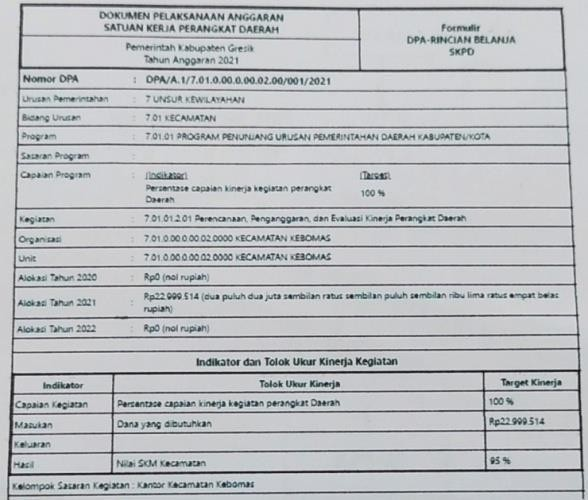 DOKUMEN PELAKSANAAN ANGGARAN
SATUAN KERJA PERANGKAT DAERAH
Formulir
DPA-RINCIAN BELANJA
SKPD
Pemerintah Kabupaten Gresik
Tahun Anggaran 2021
Nomor DPA : DPA/A.1/7.01.0.00.0.00.02.00/001/2021
Urusan Pemerintahan : 7 UNSUR KEWILAYAHAN
Bidang Urusan : 7.01 KECAMATAN
Program : 7.01.01 PROGRAM PENUNJANG URUSAN PEMERINTAHAN DAERAH KABUPATEN/KOTA
Sasaran Program :
Capaian Program : (Indikator) (Target)
Persentase capaian kinerja kegiatan perangkat 100 %
Daerah
Kegiatan : 7.01.01.2.01 Perencanaan, Penganggaran, dan Evaluasi Kinerja Perangkat Daerah
Organisasi : 7.01.0.00.0.00.02.0000 KECAMATAN KEBOMAS
Unit : 7.01.0.00.0.00.02.0000 KECAMATAN KEBOMAS
Alokasi Tahun 2020 : Rp0 (nol rupiah)
Alokasi Tahun 2021 : Rp22.999.514 (dua puluh dua juta sembilan ratus sembilan puluh sembilan ribu lima ratus empat belas
rupiah)
Alokasi Tahun 2022 : Rp0 (nol rupiah)
Indikator dan Tolok Ukur Kinerja Kegiatan
Indikator Tolok Ukur Kinerja Target Kinerja
Capaian Kegiatan Persentase capaian kinerja kegiatan perangkat Daerah 100 %
Masukan Dana yang dibutuhkan Rp22.999.514
Keluaran
Hasil Nilai SKM Kecamatan 95 %
Kelompok Sasaran Kegiatan : Kantor Kecamatan Kebomas